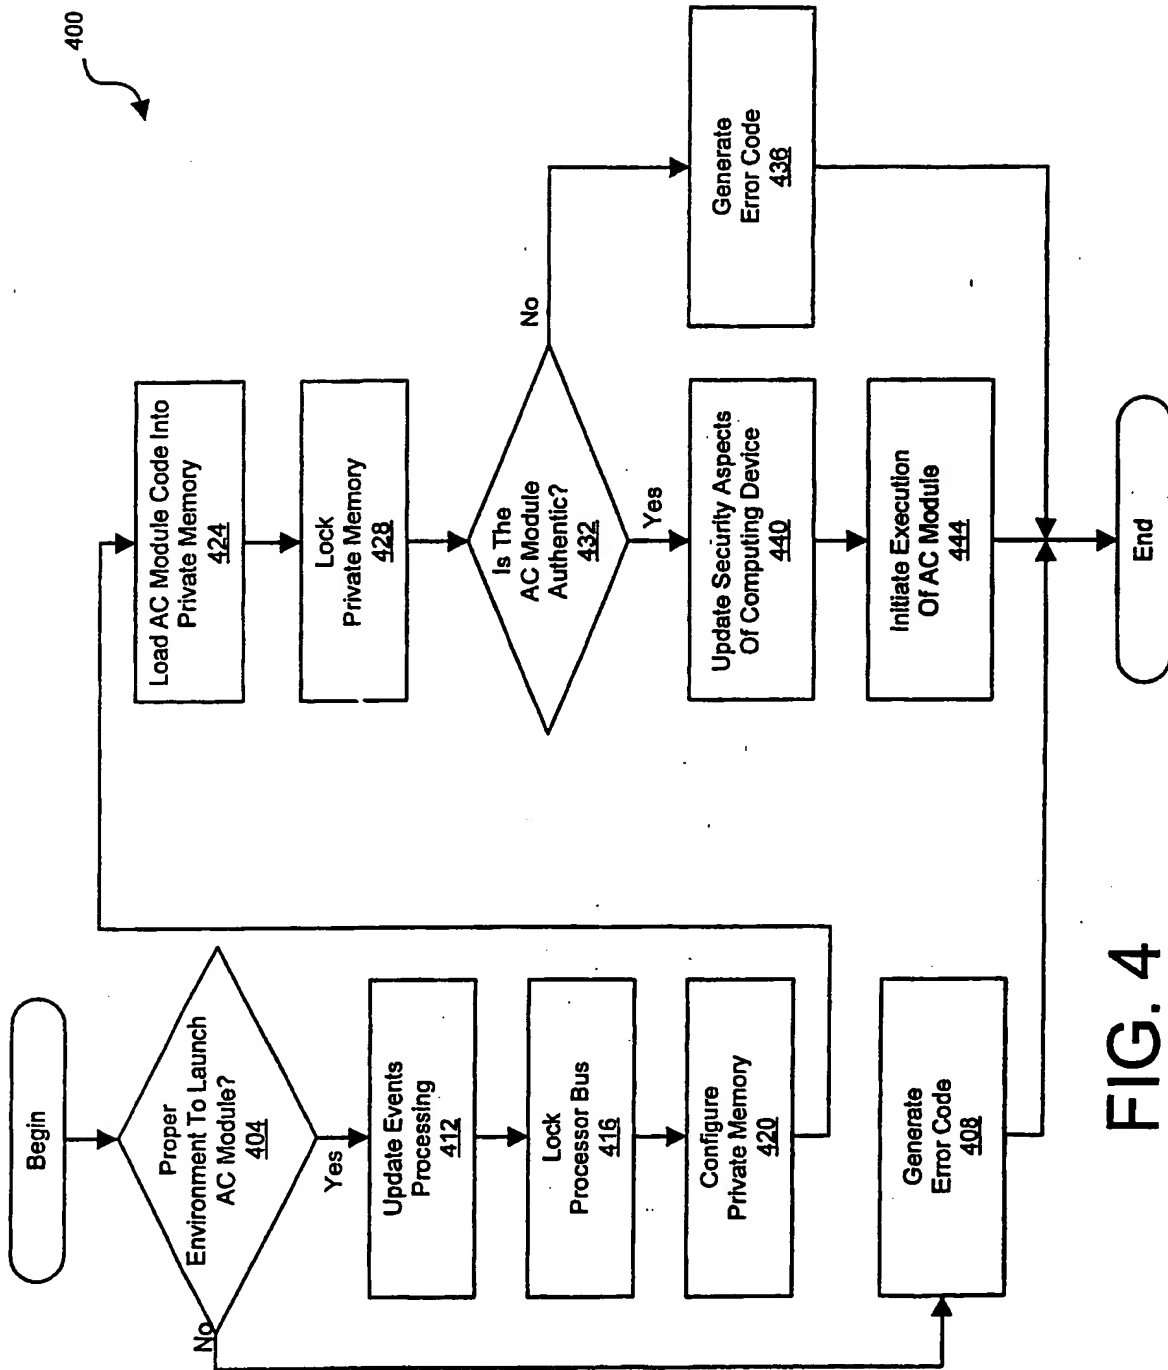 400
Begin
Proper
Environment To Launch
AC Module?
404
No
Yes
Update Events
Processing
412
Lock
Processor Bus
416
Configure
Private Memory
420
Generate
Error Code
408
Load AC Module Code Into
Private Memory
424
Lock
Private Memory
428
Is The
AC Module
Authentic?
432
No
Yes
Generate
Error Code
436
Update Security Aspects
Of Computing Device
440
Initiate Execution
Of AC Module
444
End
FIG. 4